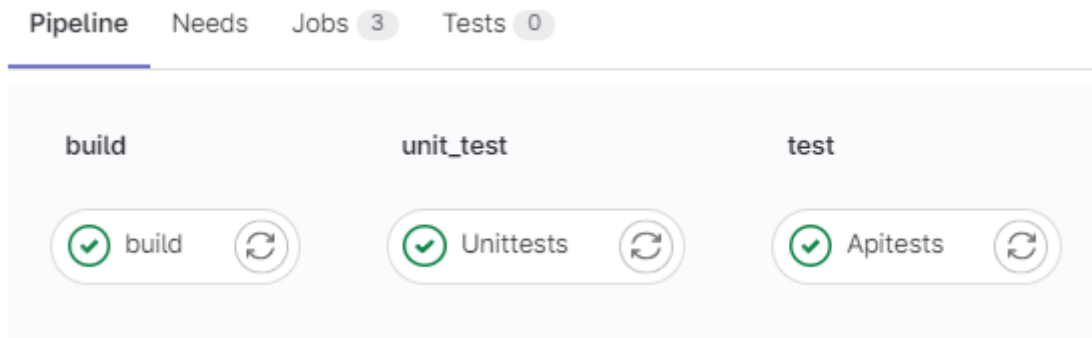 Pipeline Needs Jobs 3 Tests 0
build unit_test test
build Unittests Apitests